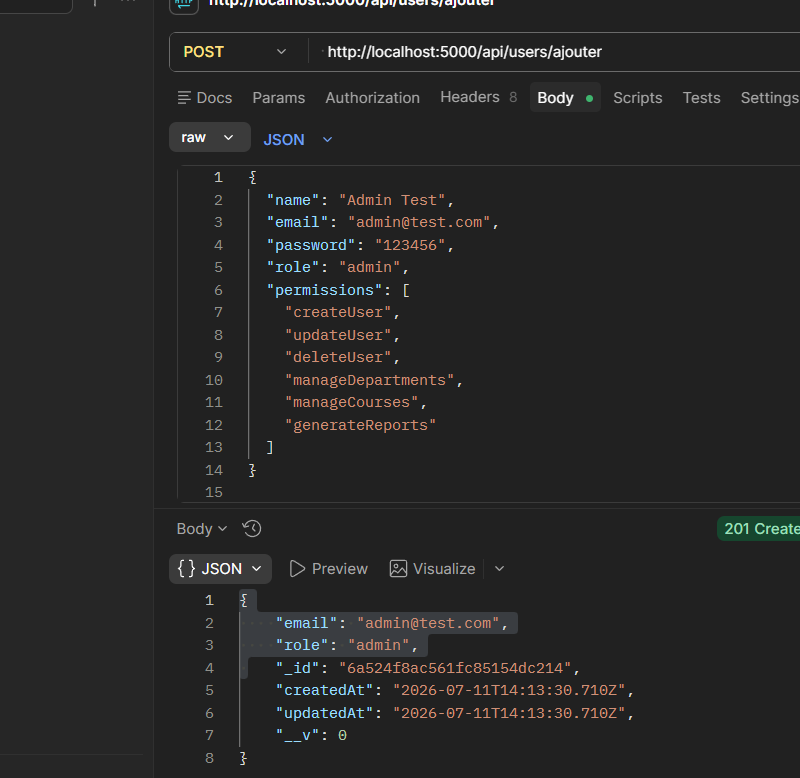 http://localhost:5000/api/users/ajouter
POST http://localhost:5000/api/users/ajouter
Docs Params Authorization Headers 8 Body Scripts Tests Settings
raw JSON
1 {
2 "name": "Admin Test",
3 "email": "admin@test.com",
4 "password": "123456",
5 "role": "admin",
6 "permissions": [
7 "createUser",
8 "updateUser",
9 "deleteUser",
10 "manageDepartments",
11 "manageCourses",
12 "generateReports"
13 ]
14 }
15
Body 201 Create
{} JSON Preview Visualize
1 {
2 "email": "admin@test.com",
3 "role": "admin",
4 "_id": "6a524f8ac561fc85154dc214",
5 "createdAt": "2026-07-11T14:13:30.710Z",
6 "updatedAt": "2026-07-11T14:13:30.710Z",
7 "__v": 0
8 }